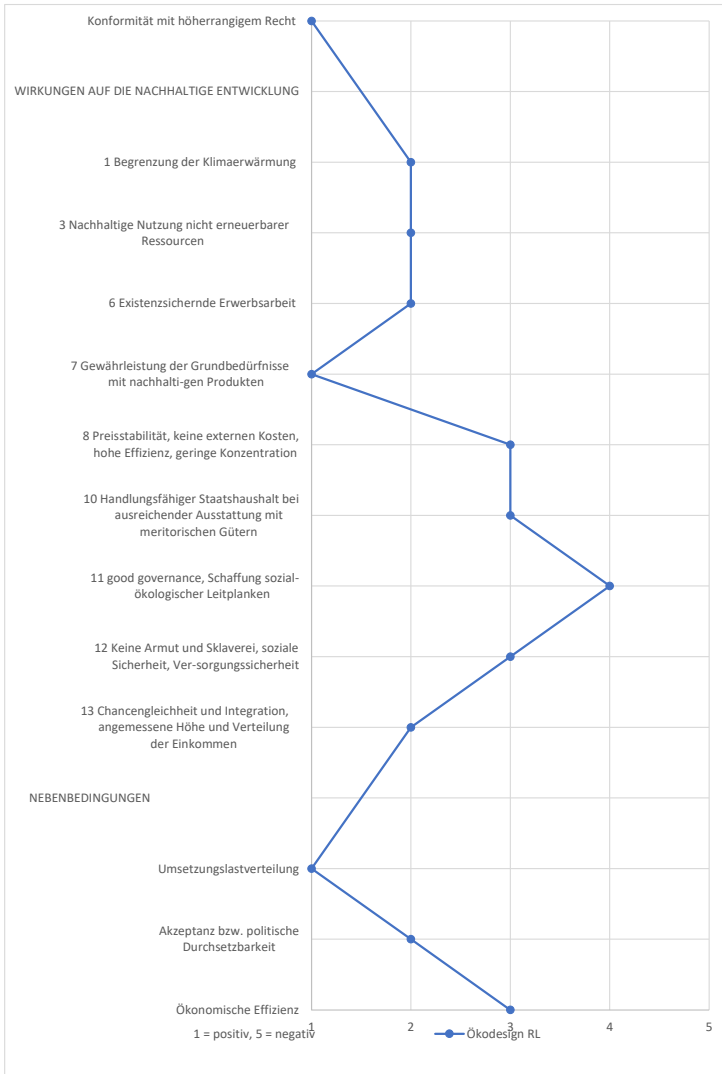 Konformität mit höherrangigem Recht
WIRKUNGEN AUF DIE NACHHALTIGE ENTWICKLUNG
1 Begrenzung der Klimaerwärmung
3 Nachhaltige Nutzung nicht erneuerbarer
Ressourcen
6 Existenzsichernde Erwerbsarbeit
7 Gewährleistung der Grundbedürfnisse
mit nachhalti-gen Produkten
8 Preisstabilität, keine externen Kosten,
hohe Effizienz, geringe Konzentration
10 Handlungsfähiger Staatshaushalt bei
ausreichender Ausstattung mit
meritorischen Gütern
11 good governance, Schaffung sozial-
ökologischer Leitplanken
12 Keine Armut und Sklaverei, soziale
Sicherheit, Ver-sorgungssicherheit
13 Chancengleichheit und Integration,
angemessene Höhe und Verteilung
der Einkommen
NEBENBEDINGUNGEN
Umsetzungslastverteilung
Akzeptanz bzw. politische
Durchsetzbarkeit
Ökonomische Effizienz
1 2 3 4 5
1 = positiv, 5 = negativ
Ökodesign RL